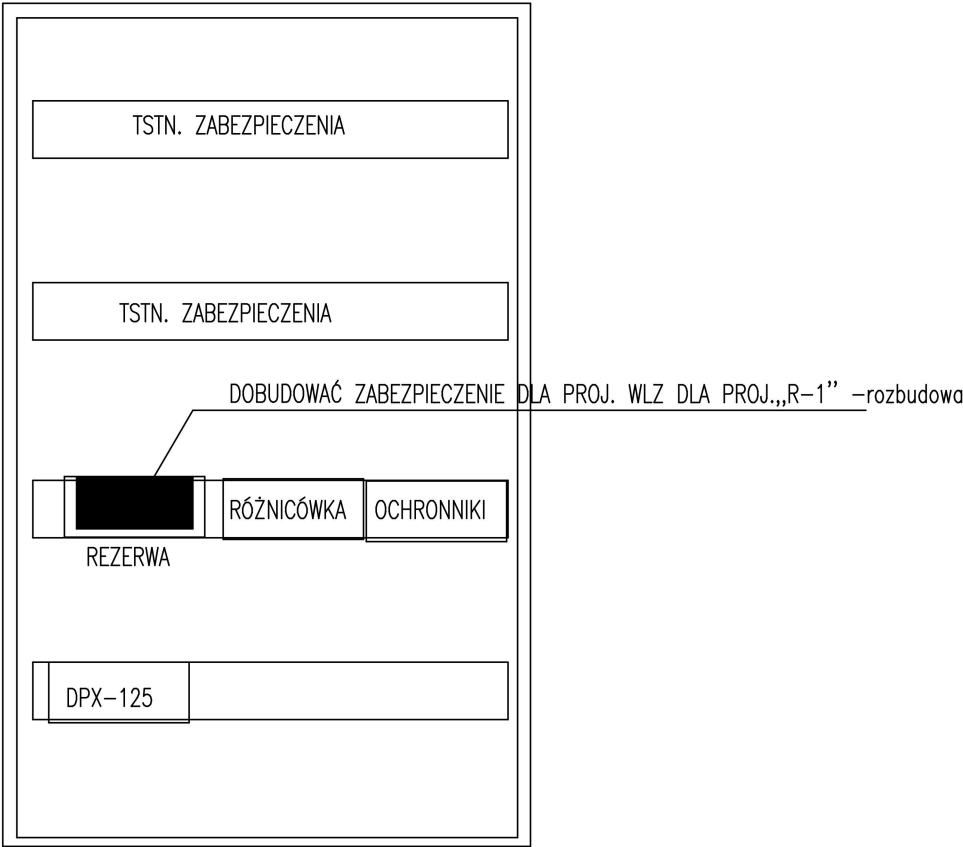 TSTN. ZABEZPIECZENIA
TSTN. ZABEZPIECZENIA
DOBUDOWAĆ ZABEZPIECZENIE DLA PROJ. WLZ DLA PROJ.,,R-1’’ -rozbudowa
RÓŻNICÓWKA OCHRONNIKI
REZERWA
DPX-125